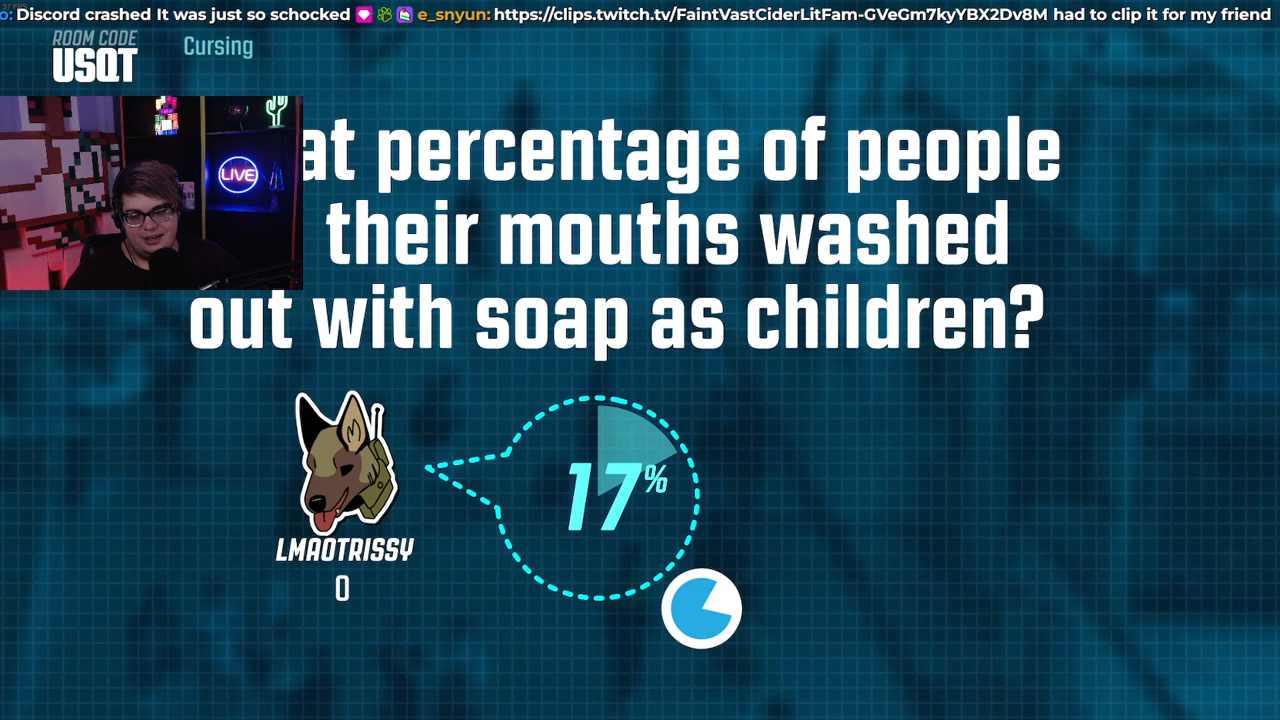 37 FPS
o: Discord crashed It was just so schocked e_snyun: https://clips.twitch.tv/FaintVastCiderLitFam-GVeGm7kyYBX2Dv8M had to clip it for my friend
ROOM CODE
USQT
Cursing
LIVE
at percentage of people
their mouths washed
out with soap as children?
17%
LMAOTRISSY
0